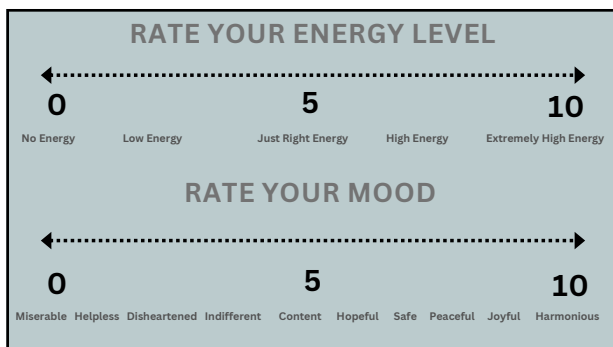 RATE YOUR ENERGY LEVEL
0 5 10
No Energy Low Energy Just Right Energy High Energy Extremely High Energy
RATE YOUR MOOD
0 5 10
Miserable Helpless Disheartened Indifferent Content Hopeful Safe Peaceful Joyful Harmonious